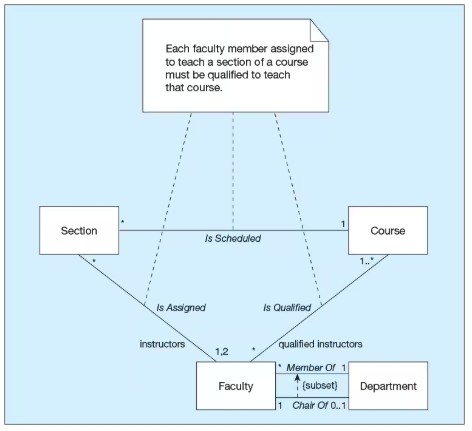 Each faculty member assigned
to teach a section of a course
must be qualified to teach
that course.
Section
*
1
Is Scheduled
Course
*
1..*
Is Assigned
Is Qualified
instructors
1,2
*
qualified instructors
Faculty
* Member Of 1
{subset}
1 Chair Of 0..1
Department